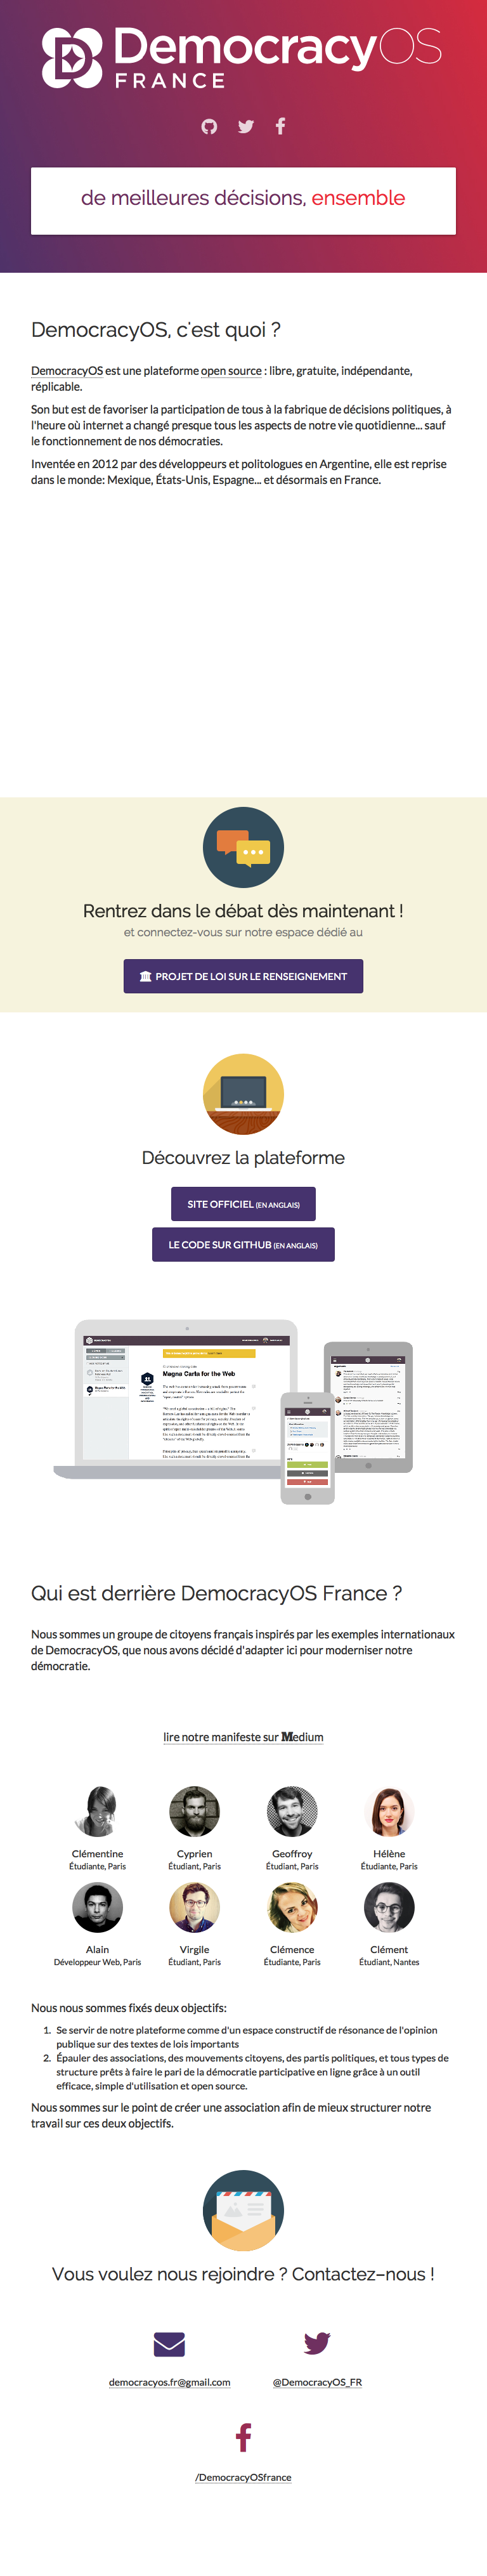 DemocracyOS
FRANCE
de meilleures décisions, ensemble
DemocracyOS, c'est quoi ?
DemocracyOS est une plateforme open source : libre, gratuite, indépendante,
réplicable.
Son but est de favoriser la participation de tous à la fabrique de décisions politiques, à
l'heure où internet a changé presque tous les aspects de notre vie quotidienne... sauf
le fonctionnement de nos démocraties.
Inventée en 2012 par des développeurs et politologues en Argentine, elle est reprise
dans le monde: Mexique, États-Unis, Espagne... et désormais en France.
Rentrez dans le débat dès maintenant !
et connectez-vous sur notre espace dédié au
PROJET DE LOI SUR LE RENSEIGNEMENT
Découvrez la plateforme
SITE OFFICIEL (EN ANGLAIS)
LE CODE SUR GITHUB (EN ANGLAIS)
Magna Carta for the Web
Qui est derrière DemocracyOS France ?
Nous sommes un groupe de citoyens français inspirés par les exemples internationaux
de DemocracyOS, que nous avons décidé d'adapter ici pour moderniser notre
démocratie.
lire notre manifeste sur Medium
Clémentine
Étudiante, Paris
Cyprien
Étudiant, Paris
Geoffroy
Étudiant, Paris
Hélène
Étudiante, Paris
Alain
Développeur Web, Paris
Virgile
Étudiant, Paris
Clémence
Étudiante, Paris
Clément
Étudiant, Nantes
Nous nous sommes fixés deux objectifs:
1. Se servir de notre plateforme comme d'un espace constructif de résonance de l'opinion
publique sur des textes de lois importants
2. Épauler des associations, des mouvements citoyens, des partis politiques, et tous types de
structure prêts à faire le pari de la démocratie participative en ligne grâce à un outil
efficace, simple d'utilisation et open source.
Nous sommes sur le point de créer une association afin de mieux structurer notre
travail sur ces deux objectifs.
Vous voulez nous rejoindre ? Contactez-nous !
democracyos.fr@gmail.com
@DemocracyOS_FR
/DemocracyOSfrance